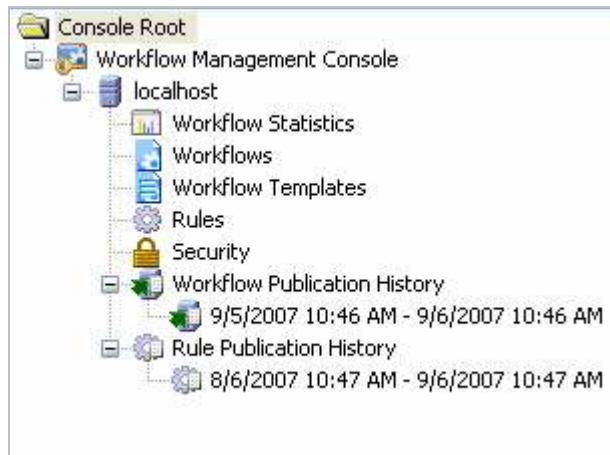 Console Root
Workflow Management Console
localhost
Workflow Statistics
Workflows
Workflow Templates
Rules
Security
Workflow Publication History
9/5/2007 10:46 AM - 9/6/2007 10:46 AM
Rule Publication History
8/6/2007 10:47 AM - 9/6/2007 10:47 AM